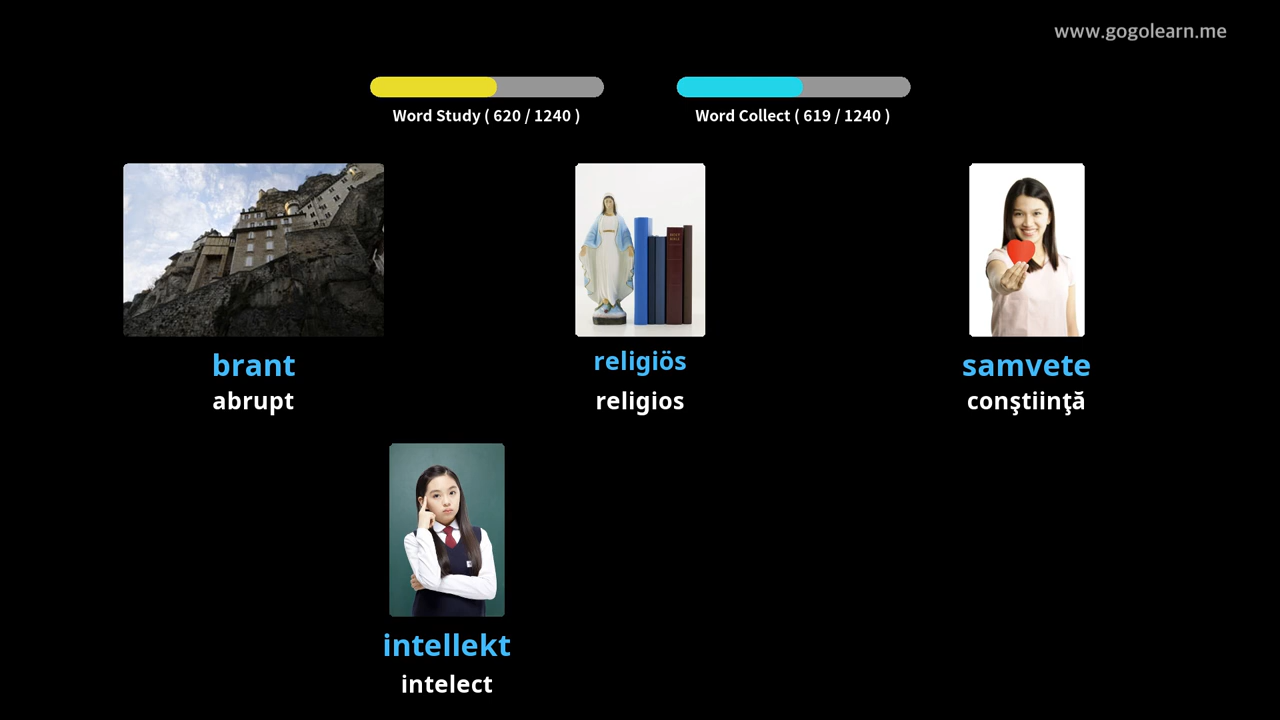 www.gogolearn.me
Word Study ( 620 / 1240 )
Word Collect ( 619 / 1240 )
brant
religiös
samvete
abrupt
religios
conştiinţă
intellekt
intelect